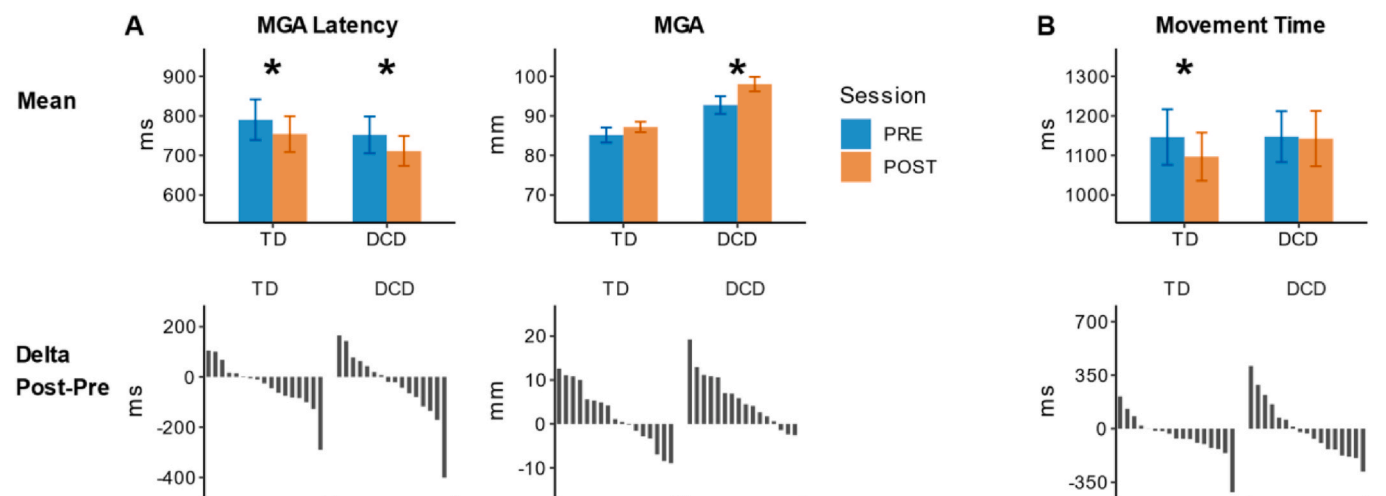 A MGA Latency MGA B Movement Time
Mean
ms
900
800
700
600
* *
TD DCD
mm
100
90
80
70
*
TD DCD
Session
PRE
POST
ms
1300
1200
1100
1000
*
TD DCD
Delta
Post-Pre
TD DCD
ms
200
0
-200
-400
TD DCD
mm
20
10
0
-10
TD DCD
ms
700
350
0
-350